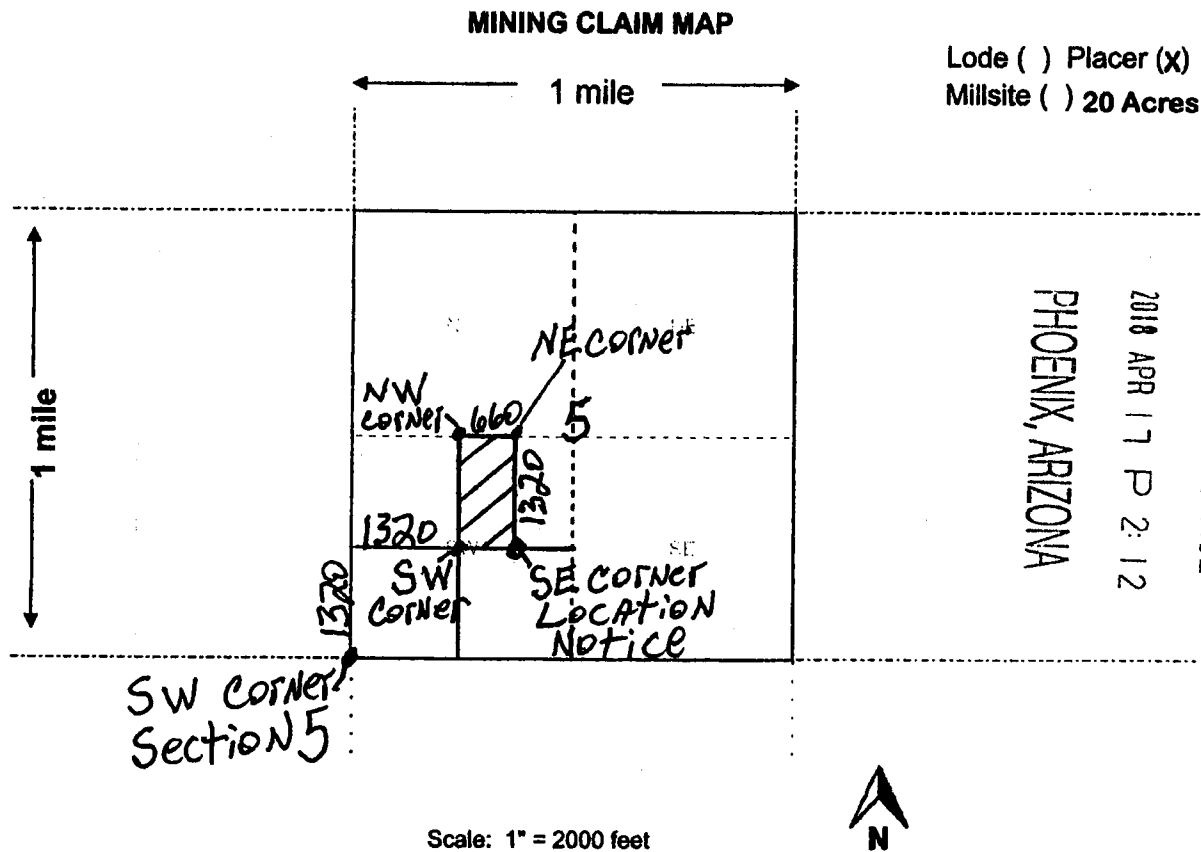 MINING CLAIM MAP
Lode ( ) Placer (x)
Millsite ( ) 20 Acres
1 mile
1 mile
2018 APR 17 P 2:12
PHOENIX, ARIZONA
NE corner
NW
corner
660
5
1320
1320
SE
SW
corner
SE corner
Location
Notice
1320
SW corner
Section 5
N
Scale: 1" = 2000 feet